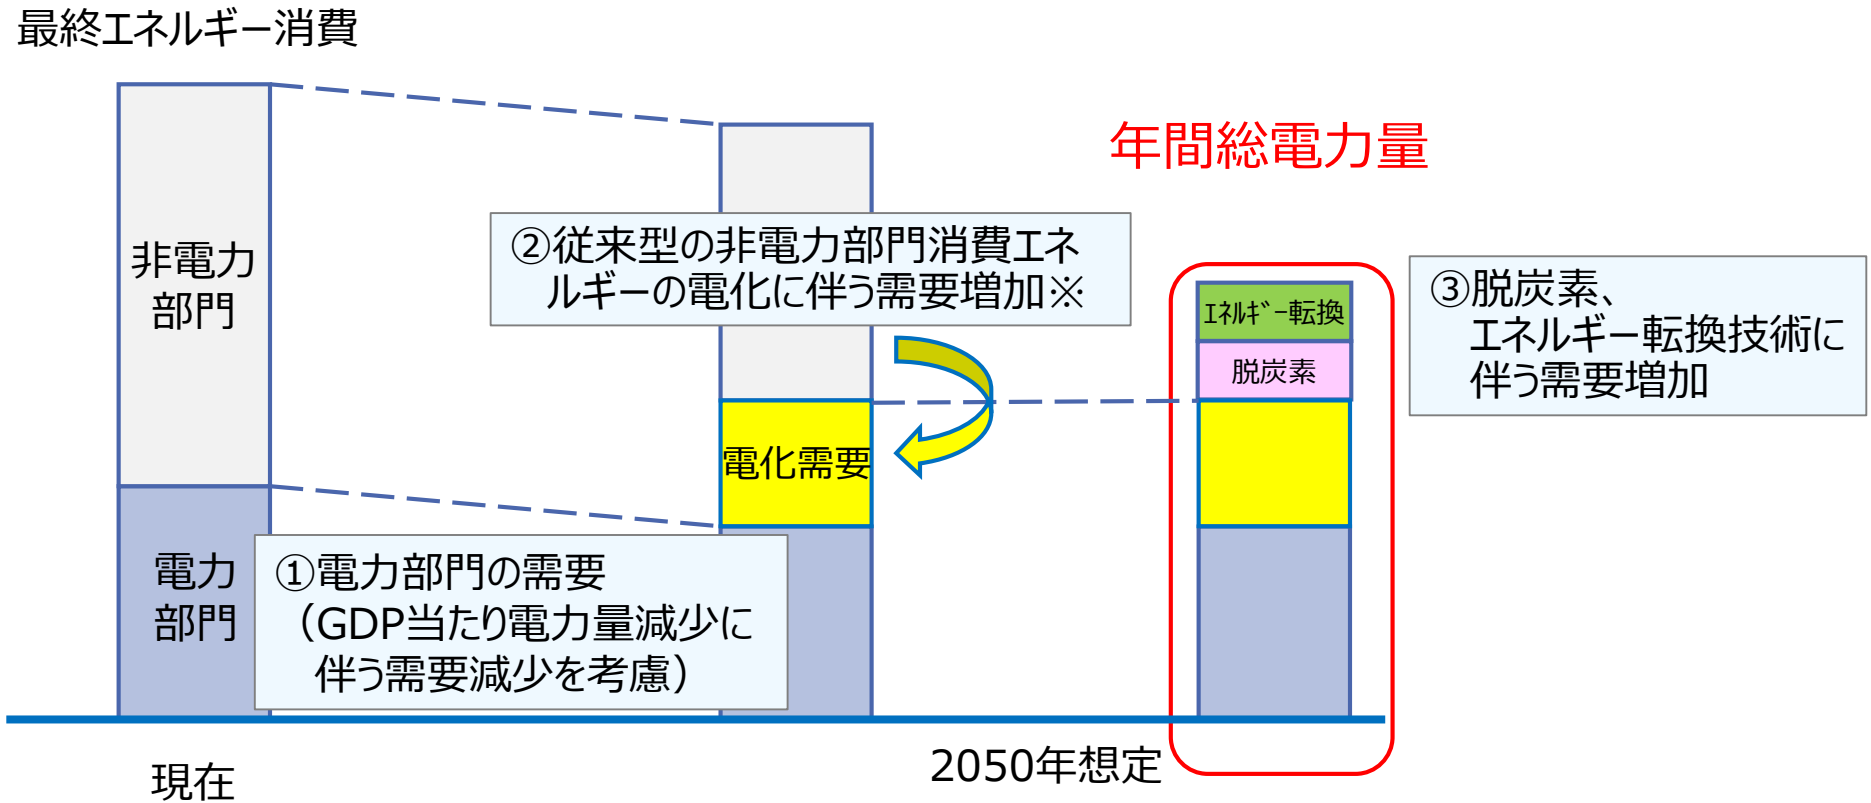 最終エネルギー消費
年間総電力量
非電力
部門
②従来型の非電力部門消費エネ
ルギーの電化に伴う需要増加※
ｴﾈﾙｷﾞｰ転換
脱炭素
③脱炭素、
エネルギー転換技術に
伴う需要増加
電化需要
電力
部門
①電力部門の需要
（GDP当たり電力量減少に
伴う需要減少を考慮）
現在
2050年想定